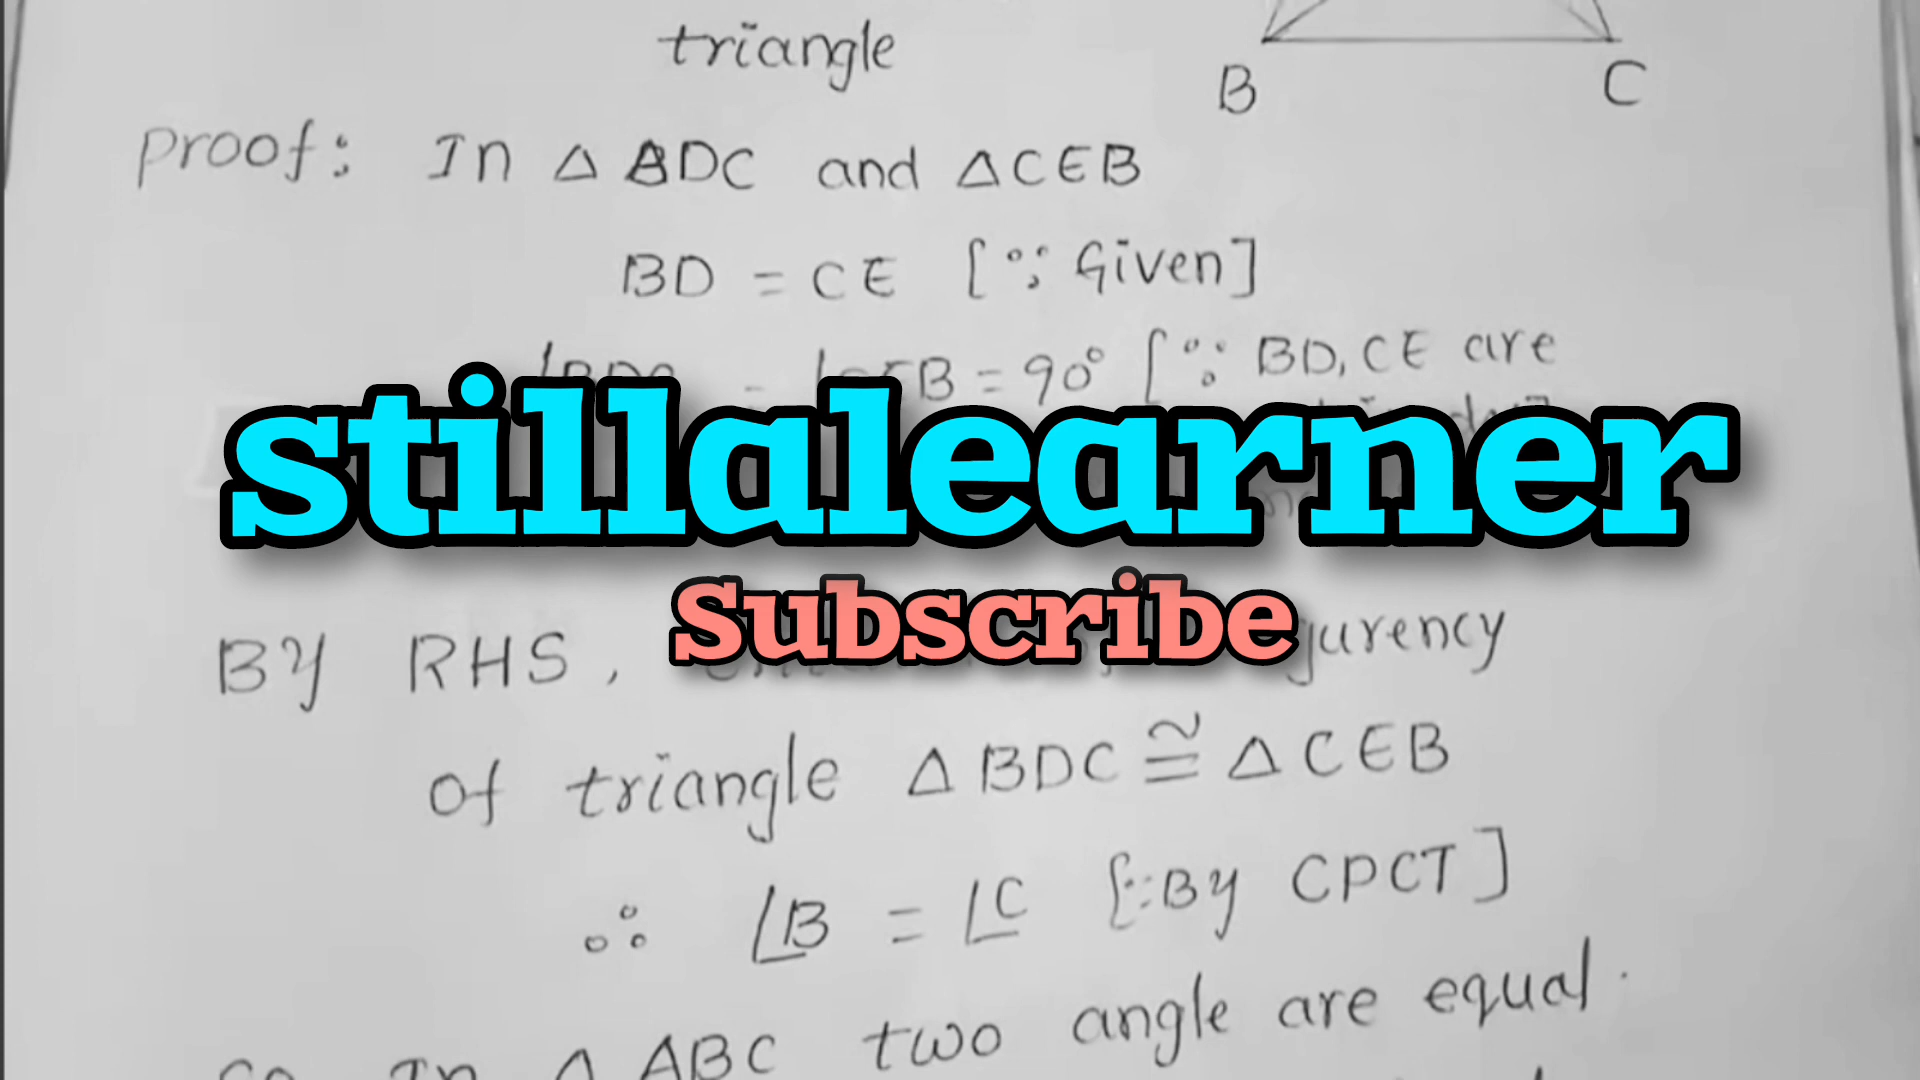 triangle
B C
Proof: In △ BDC and △CEB
BD = CE [∵ Given]
B = 90° [∵ BD, CE are
stillalearner
Subscribe
By RHS,
of triangle △BDC ≅ △CEB
∴ ∠B = ∠C [∵ By CPCT]
So In △ ABC two angle are equal.